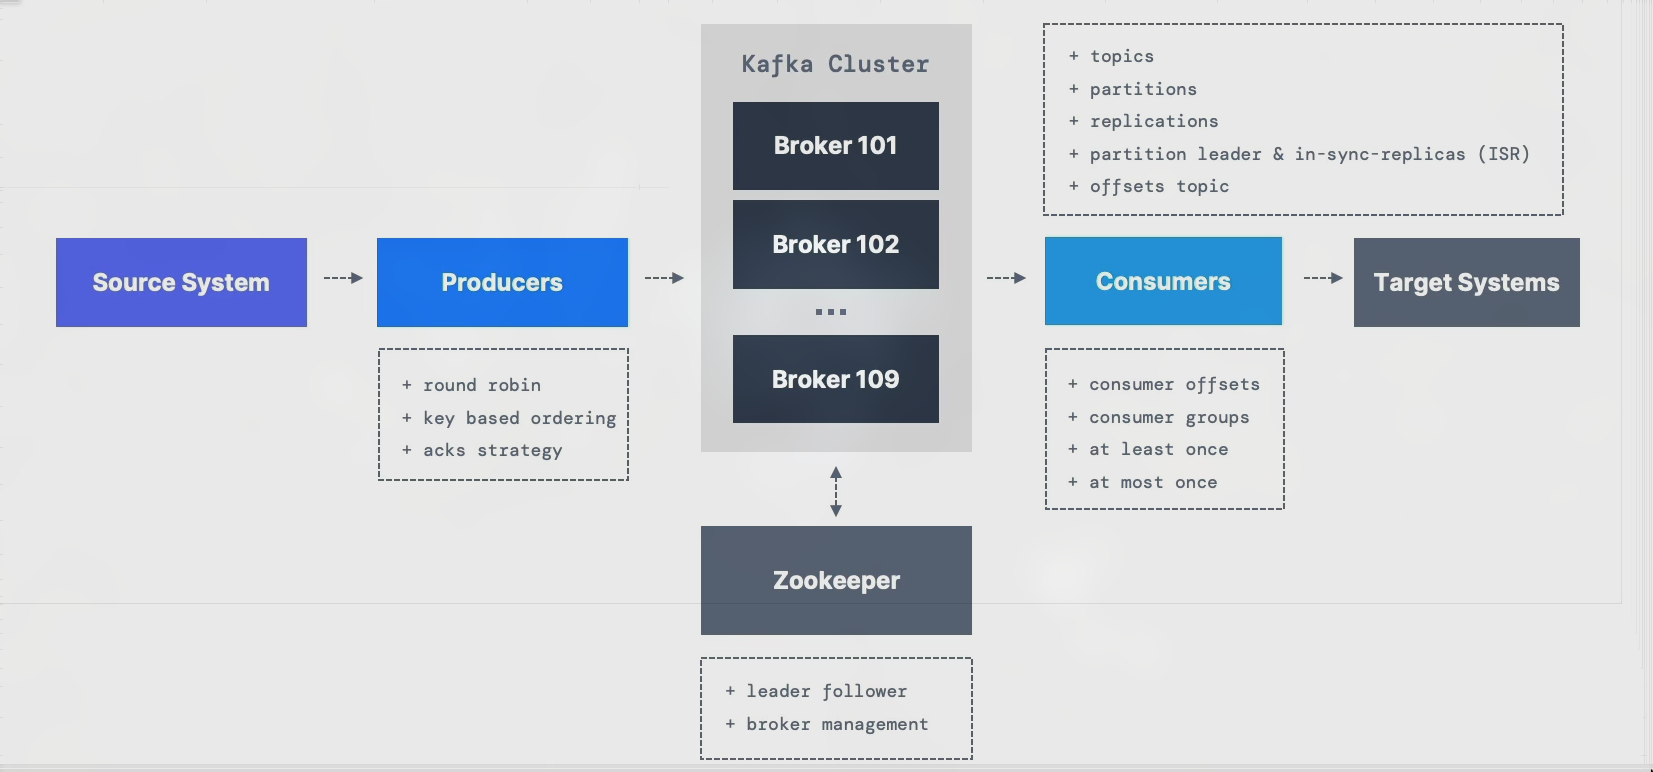 Kafka Cluster
Broker 101
Broker 102
...
Broker 109
+ topics
+ partitions
+ replications
+ partition leader & in-sync-replicas (ISR)
+ offsets topic
Source System
Producers
Consumers
Target Systems
+ round robin
+ key based ordering
+ acks strategy
+ consumer offsets
+ consumer groups
+ at least once
+ at most once
Zookeeper
+ leader follower
+ broker management